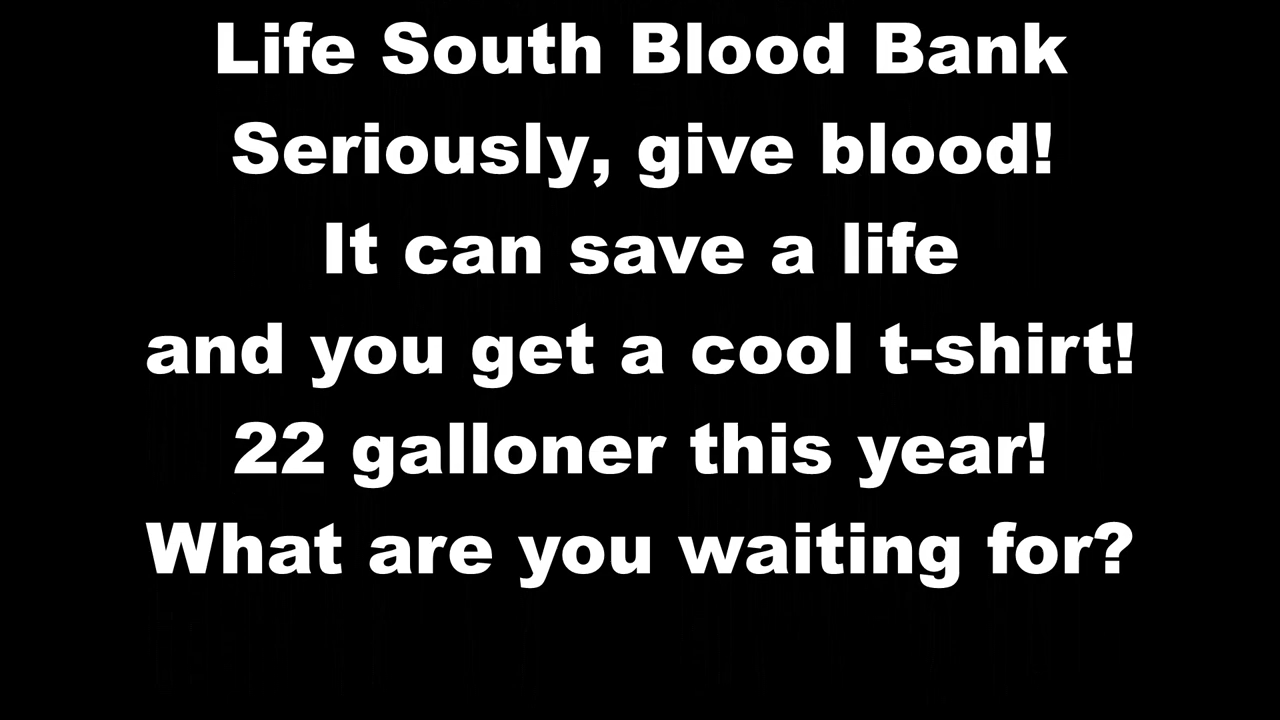 Life South Blood Bank
Seriously, give blood!
It can save a life
and you get a cool t-shirt!
22 galloner this year!
What are you waiting for?